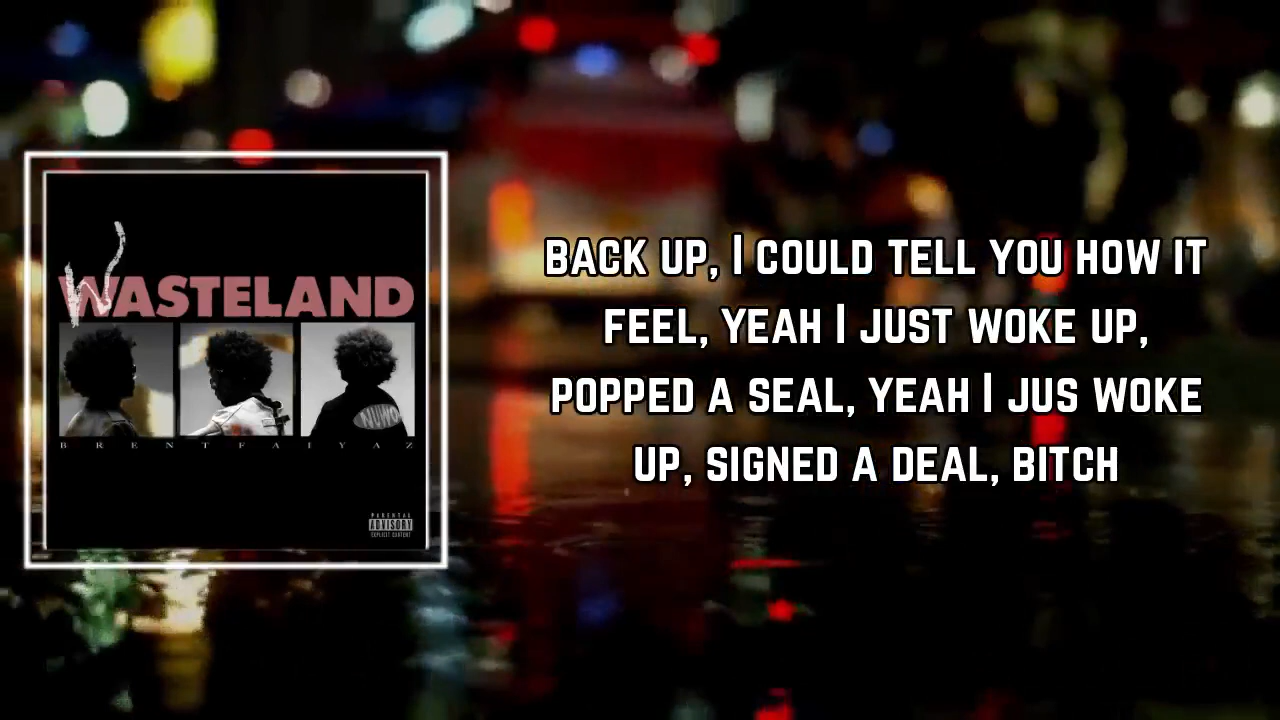 WASTELAND
NUWO
BRENTFAIYAZ
PARENTAL
ADVISORY
EXPLICIT CONTENT
BACK UP, I COULD TELL YOU HOW IT
FEEL, YEAH I JUST WOKE UP,
POPPED A SEAL, YEAH I JUS WOKE
UP, SIGNED A DEAL, BITCH